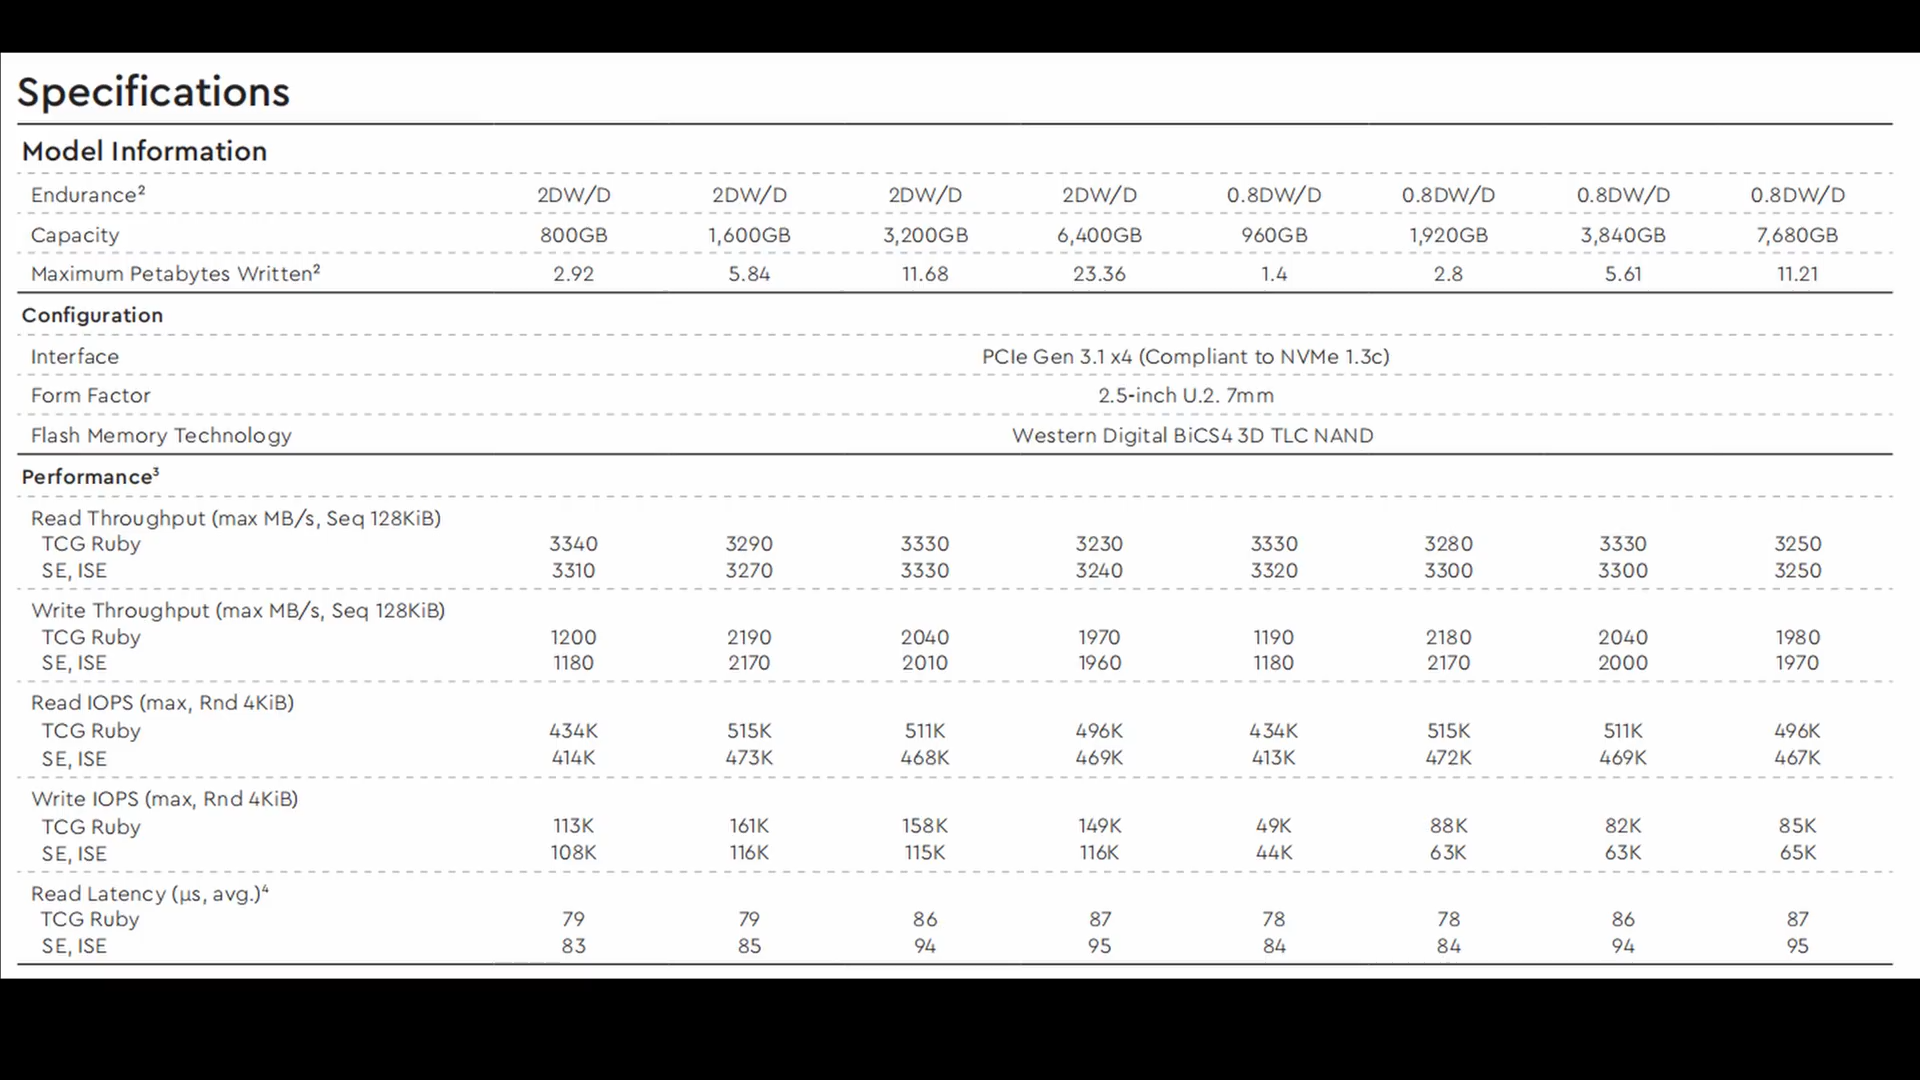 Specifications
Model Information
Endurance² 2DW/D 2DW/D 2DW/D 2DW/D 0.8DW/D 0.8DW/D 0.8DW/D 0.8DW/D
Capacity 800GB 1,600GB 3,200GB 6,400GB 960GB 1,920GB 3,840GB 7,680GB
Maximum Petabytes Written² 2.92 5.84 11.68 23.36 1.4 2.8 5.61 11.21
Configuration
Interface PCIe Gen 3.1 x4 (Compliant to NVMe 1.3c)
Form Factor 2.5-inch U.2. 7mm
Flash Memory Technology Western Digital BiCS4 3D TLC NAND
Performance³
Read Throughput (max MB/s, Seq 128KiB)
TCG Ruby 3340 3290 3330 3230 3330 3280 3330 3250
SE, ISE 3310 3270 3330 3240 3320 3300 3300 3250
Write Throughput (max MB/s, Seq 128KiB)
TCG Ruby 1200 2190 2040 1970 1190 2180 2040 1980
SE, ISE 1180 2170 2010 1960 1180 2170 2000 1970
Read IOPS (max, Rnd 4KiB)
TCG Ruby 434K 515K 511K 496K 434K 515K 511K 496K
SE, ISE 414K 473K 468K 469K 413K 472K 469K 467K
Write IOPS (max, Rnd 4KiB)
TCG Ruby 113K 161K 158K 149K 49K 88K 82K 85K
SE, ISE 108K 116K 115K 116K 44K 63K 63K 65K
Read Latency (µs, avg.)⁴
TCG Ruby 79 79 86 87 78 78 86 87
SE, ISE 83 85 94 95 84 84 94 95